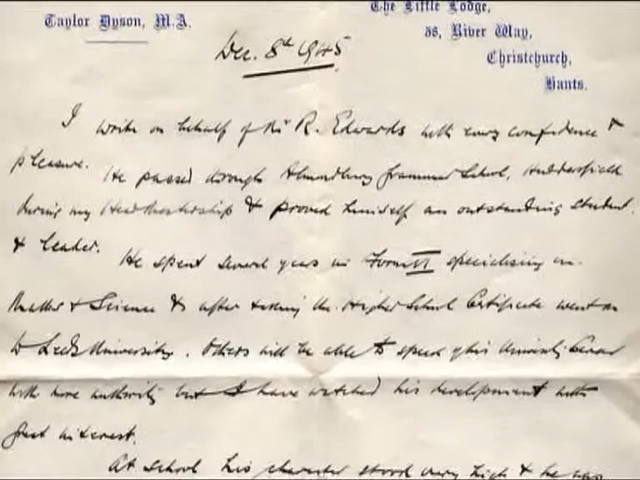 Taylor Dyson, M.A.
The Little Lodge,
58, River Way,
Christchurch,
Hants.
Dec. 8th 1945
I write on behalf of Mr R. Edwards with every confidence &
pleasure. He passed through Almondbury Grammar School, Huddersfield
during my Headmastership & proved himself an outstanding student
& leader. He spent several years in Form VI specialising in
Maths & Science & after taking the Higher School Certificate went on
to Leeds University. Others will be able to speak of his University Career
with more authority but I have watched his development with
great interest.
At School his character stood very high & he was